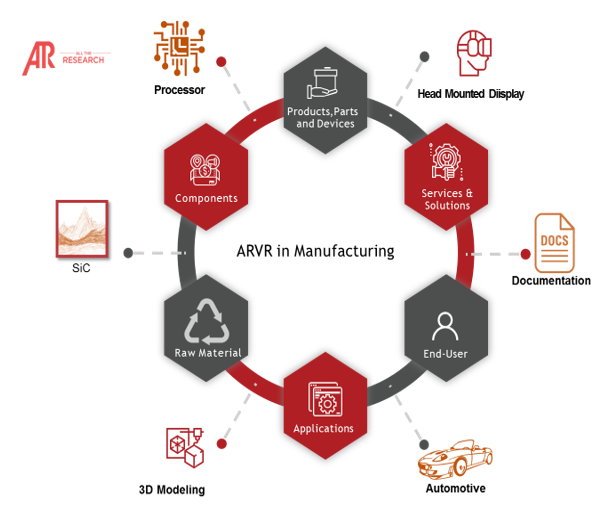 ALL THE
RESEARCH
Processor
Head Mounted Diisplay
Products,Parts
and Devices
Components
Services &
Solutions
ARVR in Manufacturing
SiC
DOCS
Documentation
Raw Material
End-User
Applications
3D Modeling
Automotive